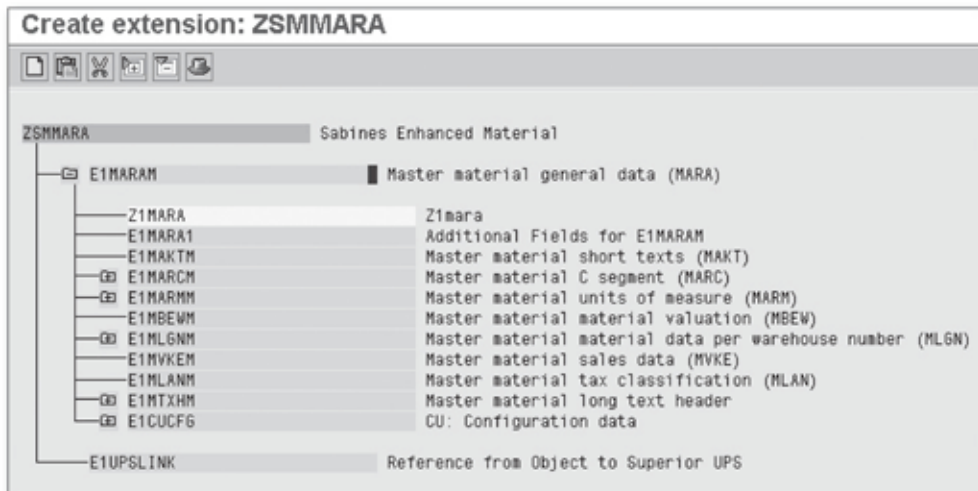 Create extension: ZSMMARA
ZSMMARA Sabines Enhanced Material
E1MARAM Master material general data (MARA)
Z1MARA Z1mara
E1MARA1 Additional Fields for E1MARAM
E1MAKTM Master material short texts (MAKT)
E1MARCM Master material C segment (MARC)
E1MARMM Master material units of measure (MARM)
E1MBEWM Master material material valuation (MBEW)
E1MLGNM Master material material data per warehouse number (MLGN)
E1MVKEM Master material sales data (MVKE)
E1MLANM Master material tax classification (MLAN)
E1MTXHM Master material long text header
E1CUCFG CU: Configuration data
E1UPSLINK Reference from Object to Superior UPS